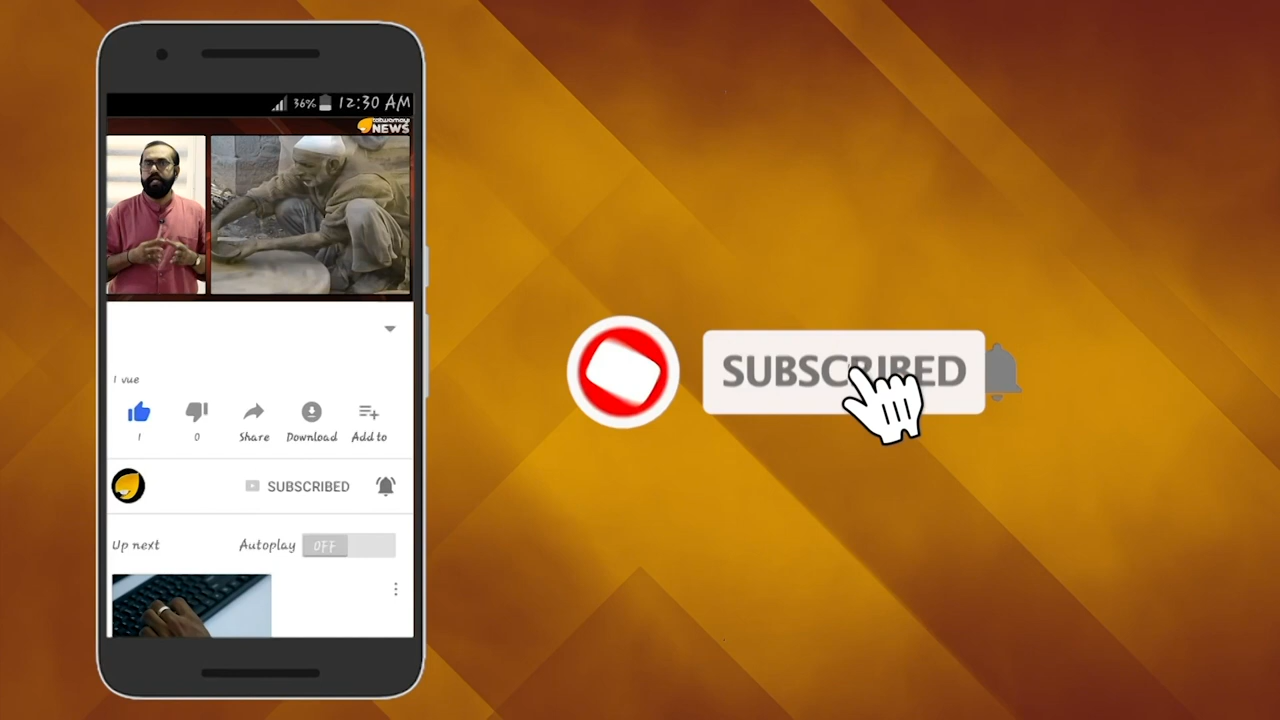 36% 12:30 AM
tatwamayi
NEWS
1 vue
1
0
Share
Download
Add to
SUBSCRIBED
Up next
Autoplay
OFF
SUBSCRIBED